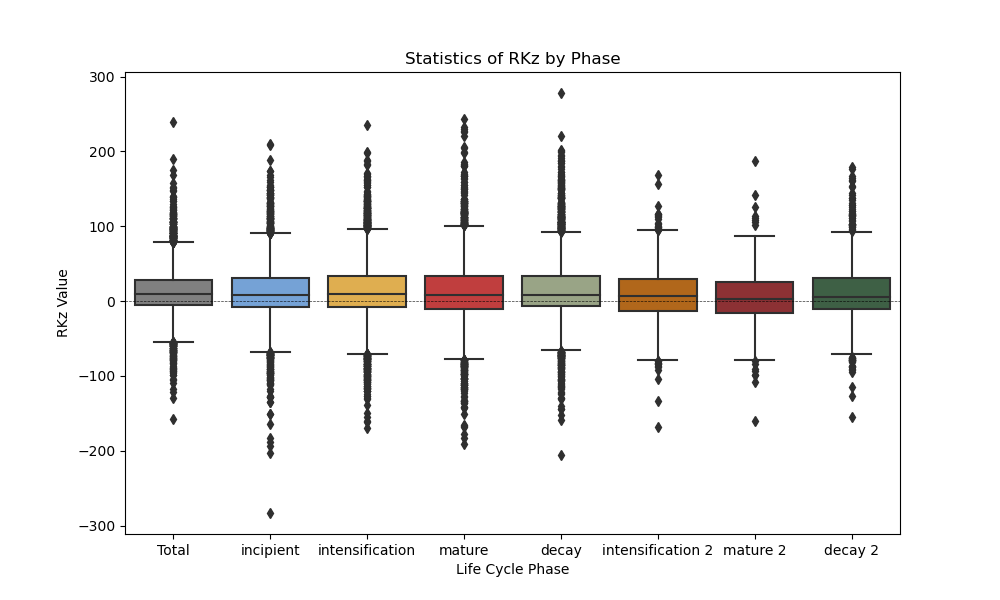 Statistics of RKz by Phase
300
200
100
0
−100
−200
−300
RKz Value
Total incipient intensification mature decay intensification 2 mature 2 decay 2
Life Cycle Phase